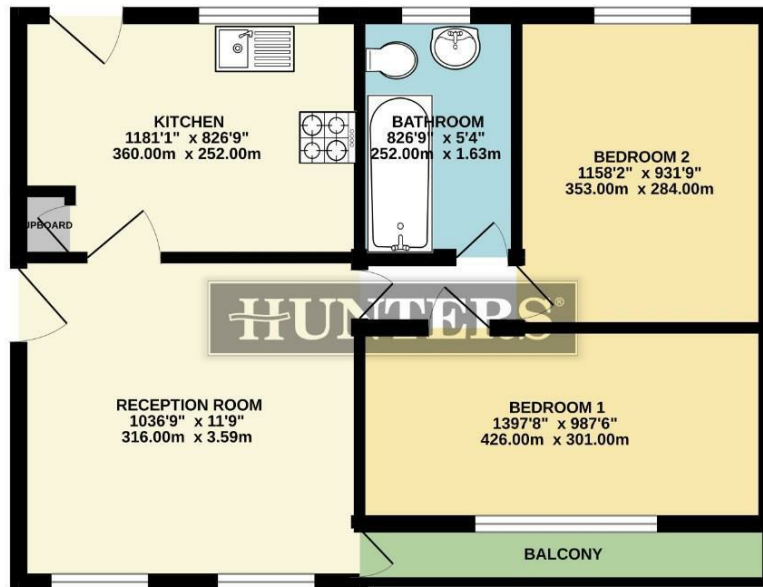 KITCHEN
1181'1" x 826'9"
360.00m x 252.00m
BATHROOM
826'9" x 5'4"
252.00m x 1.63m
BEDROOM 2
1158'2" x 931'9"
353.00m x 284.00m
UPBOARD
HUNTERS®
RECEPTION ROOM
1036'9" x 11'9"
316.00m x 3.59m
BEDROOM 1
1397'8" x 987'6"
426.00m x 301.00m
BALCONY